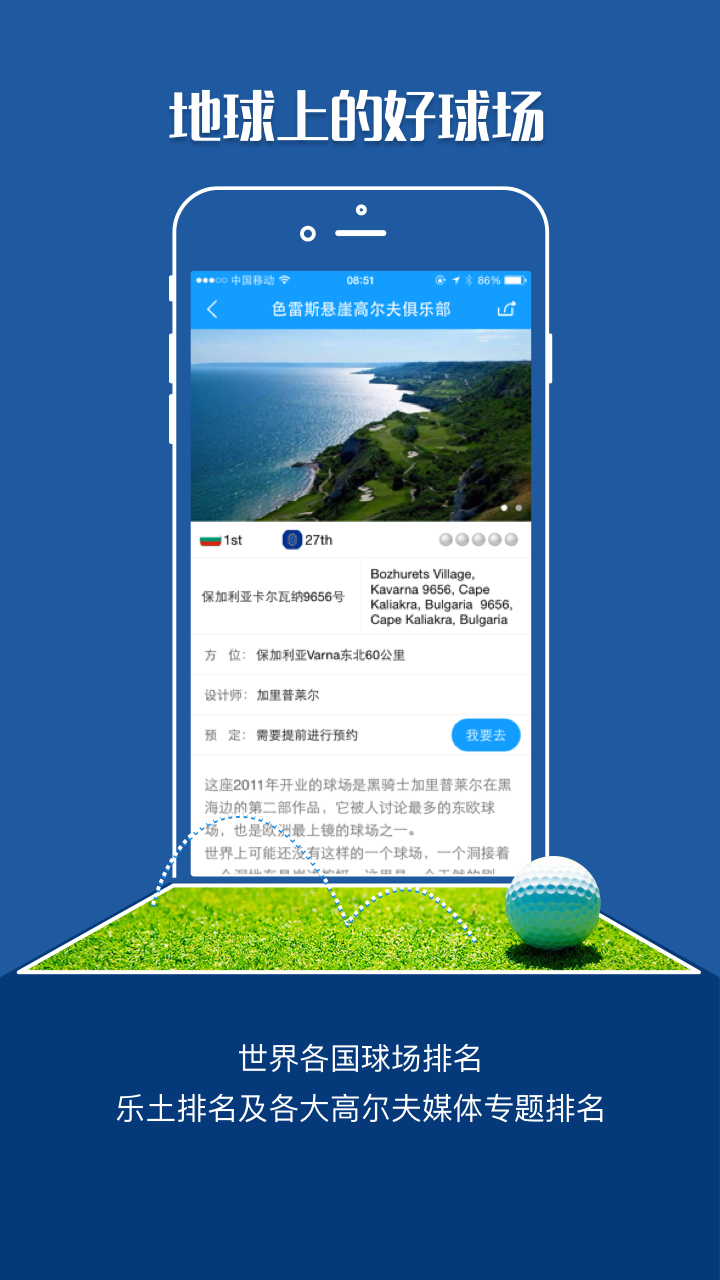 地球上的好球场
中国移动 08:51 86%
色雷斯悬崖高尔夫俱乐部
1st 27th
保加利亚卡尔瓦纳9656号
Bozhurets Village,
Kavarna 9656, Cape
Kaliakra, Bulgaria 9656,
Cape Kaliakra, Bulgaria
方 位: 保加利亚Varna东北60公里
设计师: 加里普莱尔
预 定: 需要提前进行预约
我要去
这座2011年开业的球场是黑骑士加里普莱尔在黑
海边的第二部作品，它被人讨论最多的东欧球
场，也是欧洲最上镜的球场之一。
世界上可能还没有这样的一个球场，一个洞接着
世界各国球场排名
乐土排名及各大高尔夫媒体专题排名